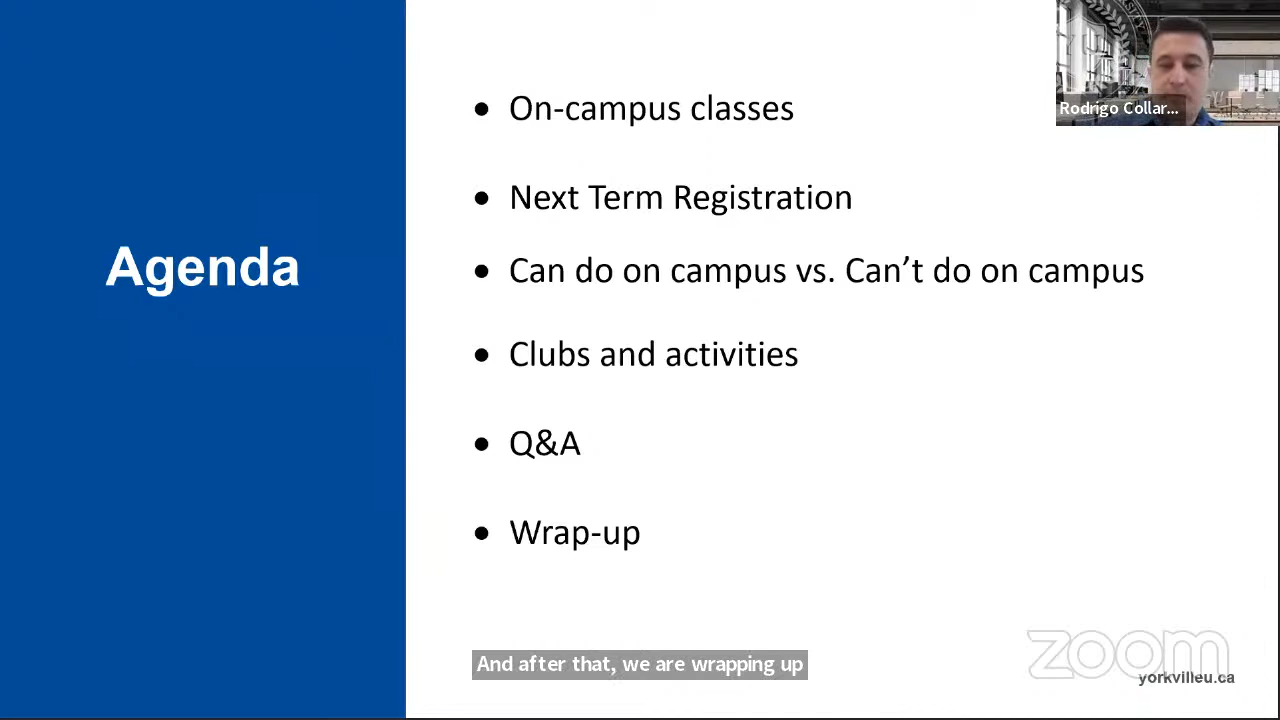 Agenda
• On-campus classes
• Next Term Registration
• Can do on campus vs. Can’t do on campus
• Clubs and activities
• Q&A
• Wrap-up
Rodrigo Collar...
And after that, we are wrapping up
zoom
yorkvilleu.ca